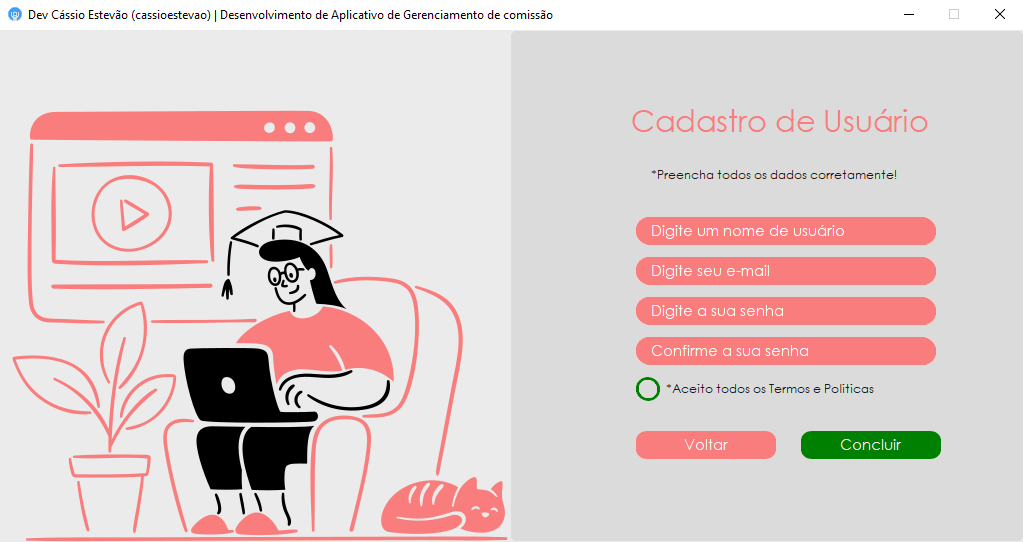 Dev Cássio Estevão (cassioestevao) | Desenvolvimento de Aplicativo de Gerenciamento de comissão
Cadastro de Usuário
*Preencha todos os dados corretamente!
Digite um nome de usuário
Digite seu e-mail
Digite a sua senha
Confirme a sua senha
*Aceito todos os Termos e Politicas
Voltar
Concluir